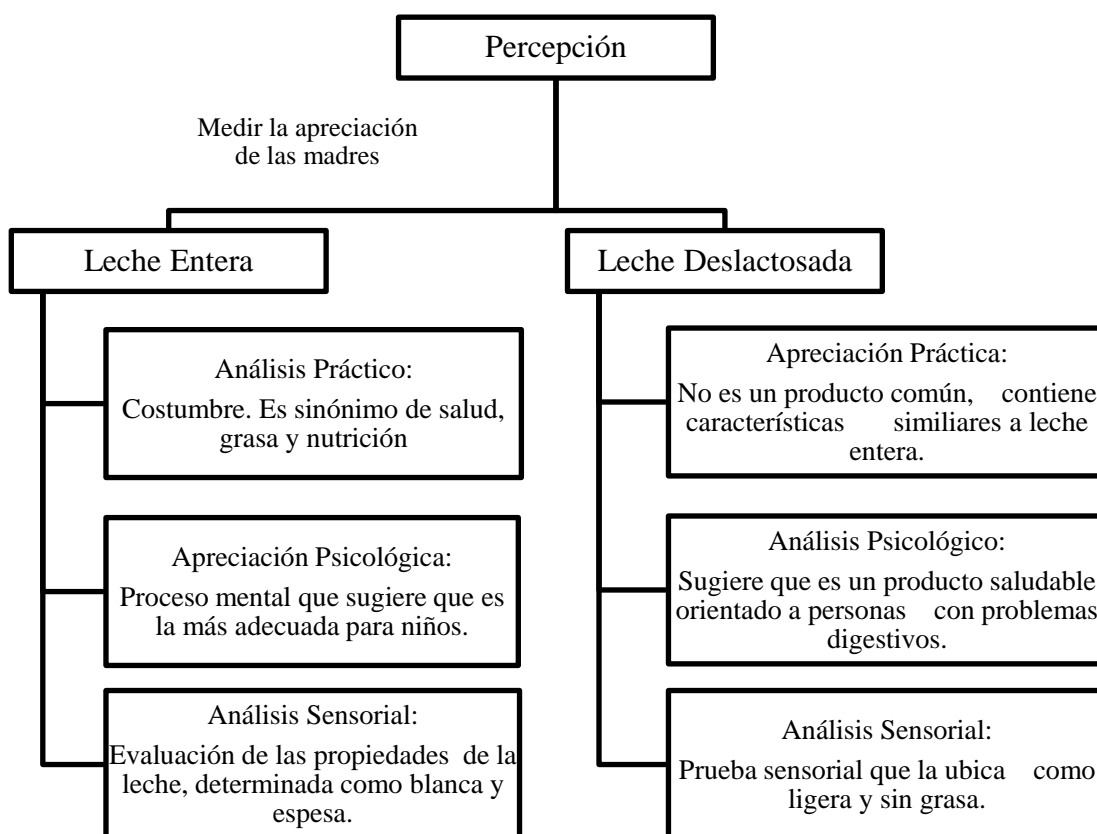 Percepción
Medir la apreciación
de las madres
Leche Entera
Análisis Práctico:
Costumbre. Es sinónimo de salud,
grasa y nutrición
Apreciación Psicológica:
Proceso mental que sugiere que es
la más adecuada para niños.
Análisis Sensorial:
Evaluación de las propiedades de la
leche, determinada como blanca y
espesa.
Leche Deslactosada
Apreciación Práctica:
No es un producto común, contiene
características similiares a leche
entera.
Análisis Psicológico:
Sugiere que es un producto saludable
orientado a personas con problemas
digestivos.
Análisis Sensorial:
Prueba sensorial que la ubica como
ligera y sin grasa.